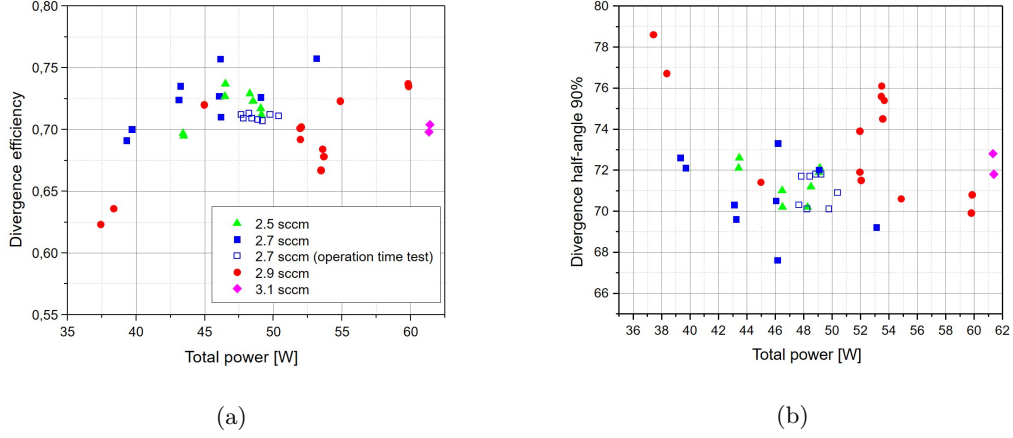 0,80
0,75
0,70
0,65
0,60
0,55
Divergence efficiency
2.5 sccm
2.7 sccm
2.7 sccm (operation time test)
2.9 sccm
3.1 sccm
35 40 45 50 55 60
Total power [W]
(a)
80
78
76
74
72
70
68
66
Divergence half-angle 90%
36 38 40 42 44 46 48 50 52 54 56 58 60 62
Total power [W]
(b)